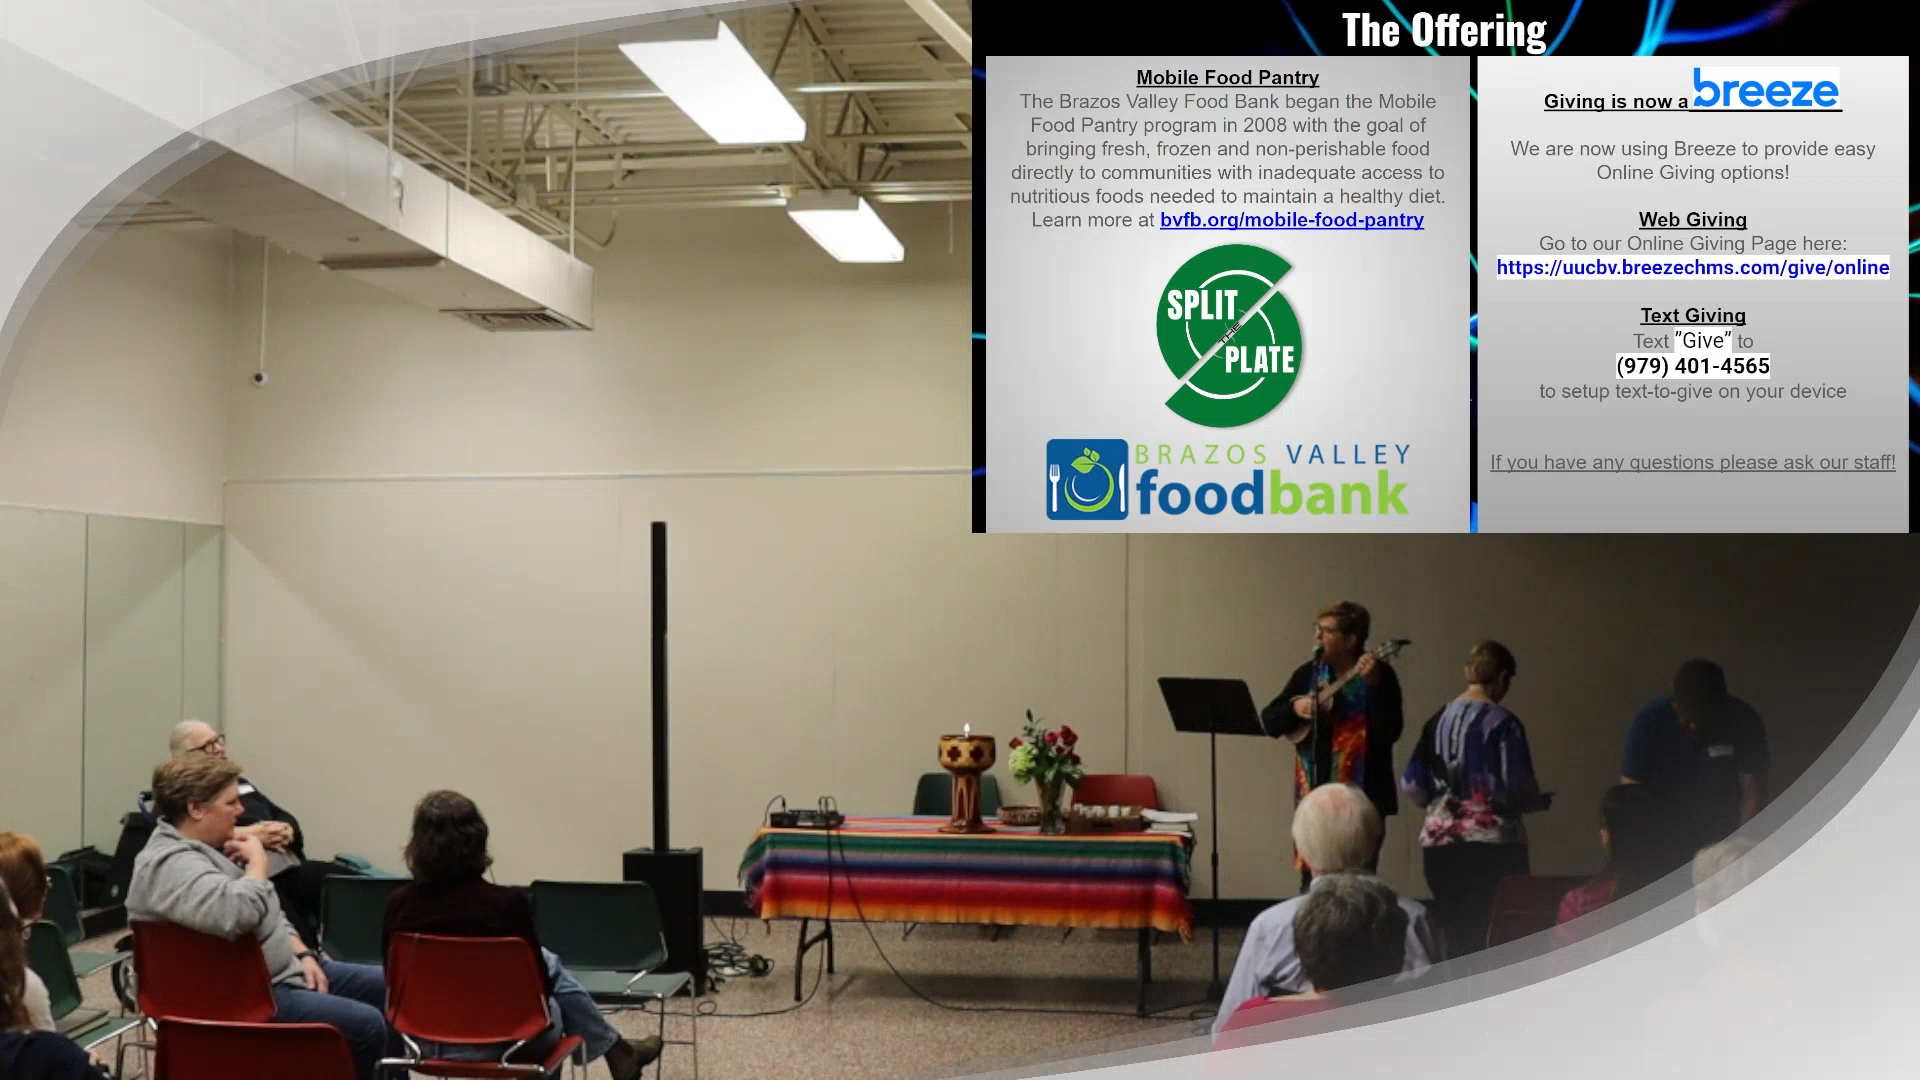 The Offering
Mobile Food Pantry
The Brazos Valley Food Bank began the Mobile
Food Pantry program in 2008 with the goal of
bringing fresh, frozen and non-perishable food
directly to communities with inadequate access to
nutritious foods needed to maintain a healthy diet.
Learn more at bvfb.org/mobile-food-pantry
SPLIT
THE
PLATE
BRAZOS VALLEY
foodbank
Giving is now a breeze
We are now using Breeze to provide easy
Online Giving options!
Web Giving
Go to our Online Giving Page here:
https://uucbv.breezechms.com/give/online
Text Giving
Text "Give" to
(979) 401-4565
to setup text-to-give on your device
If you have any questions please ask our staff!